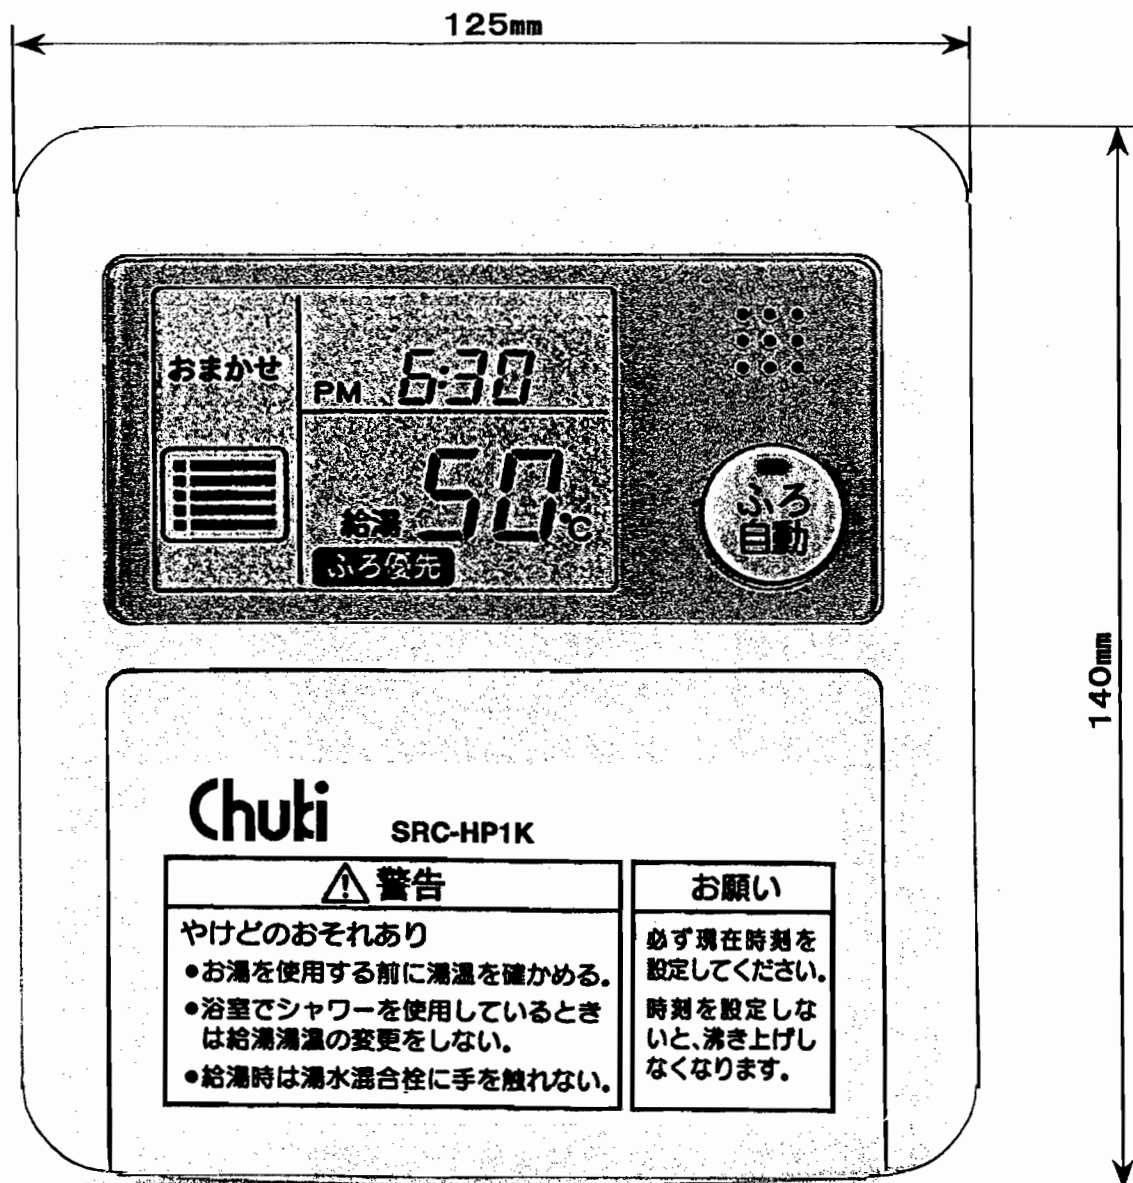 125mm
140mm
おまかせ
PM 6:30
給湯 50℃
ふろ優先
ふろ
自動
Chuki SRC-HP1K
⚠警告
やけどのおそれあり
●お湯を使用する前に湯温を確かめる。
●浴室でシャワーを使用しているとき
は給湯湯温の変更をしない。
●給湯時は湯水混合栓に手を触れない。
お願い
必ず現在時刻を
設定してください。
時刻を設定しな
いと、沸き上げし
なくなります。